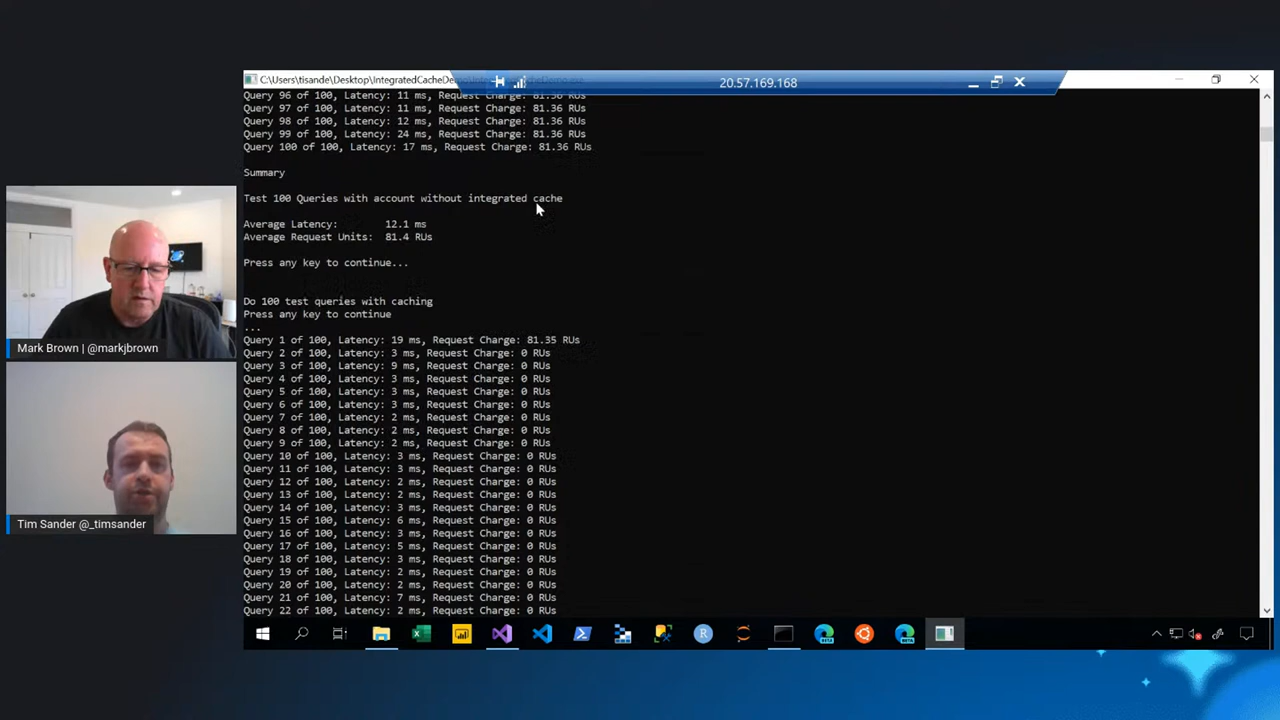 C:\Users\tisande\Desktop\IntegratedCacheDemo
20.57.169.168
Query 96 of 100, Latency: 11 ms, Request Charge: 81.36 RUs
Query 97 of 100, Latency: 11 ms, Request Charge: 81.36 RUs
Query 98 of 100, Latency: 12 ms, Request Charge: 81.36 RUs
Query 99 of 100, Latency: 24 ms, Request Charge: 81.36 RUs
Query 100 of 100, Latency: 17 ms, Request Charge: 81.36 RUs
Summary
Test 100 Queries with account without integrated cache
Average Latency: 12.1 ms
Average Request Units: 81.4 RUs
Press any key to continue...
Do 100 test queries with caching
Press any key to continue
...
Query 1 of 100, Latency: 19 ms, Request Charge: 81.35 RUs
Query 2 of 100, Latency: 3 ms, Request Charge: 0 RUs
Query 3 of 100, Latency: 9 ms, Request Charge: 0 RUs
Query 4 of 100, Latency: 3 ms, Request Charge: 0 RUs
Query 5 of 100, Latency: 3 ms, Request Charge: 0 RUs
Query 6 of 100, Latency: 3 ms, Request Charge: 0 RUs
Query 7 of 100, Latency: 2 ms, Request Charge: 0 RUs
Query 8 of 100, Latency: 2 ms, Request Charge: 0 RUs
Query 9 of 100, Latency: 2 ms, Request Charge: 0 RUs
Query 10 of 100, Latency: 3 ms, Request Charge: 0 RUs
Query 11 of 100, Latency: 3 ms, Request Charge: 0 RUs
Query 12 of 100, Latency: 2 ms, Request Charge: 0 RUs
Query 13 of 100, Latency: 2 ms, Request Charge: 0 RUs
Query 14 of 100, Latency: 3 ms, Request Charge: 0 RUs
Query 15 of 100, Latency: 6 ms, Request Charge: 0 RUs
Query 16 of 100, Latency: 3 ms, Request Charge: 0 RUs
Query 17 of 100, Latency: 5 ms, Request Charge: 0 RUs
Query 18 of 100, Latency: 3 ms, Request Charge: 0 RUs
Query 19 of 100, Latency: 2 ms, Request Charge: 0 RUs
Query 20 of 100, Latency: 2 ms, Request Charge: 0 RUs
Query 21 of 100, Latency: 7 ms, Request Charge: 0 RUs
Query 22 of 100, Latency: 2 ms, Request Charge: 0 RUs
Mark Brown | @markjbrown
Tim Sander @_timsander